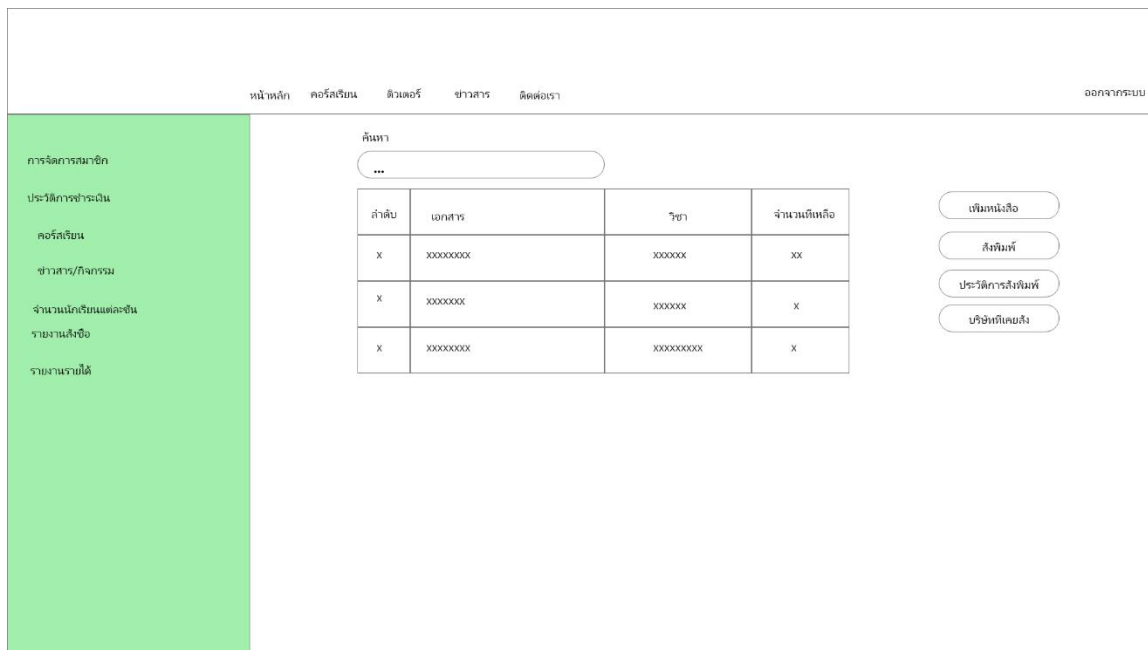 หน้าหลัก คอร์สเรียน ติวเตอร์ ข่าวสาร ติดต่อเรา ออกจากระบบ
การจัดการสมาชิก
ประวัติการชำระเงิน
คอร์สเรียน
ข่าวสาร/กิจกรรม
จำนวนนักเรียนแต่ละชั้น
รายงานสั่งซื้อ
รายงานรายได้
ค้นหา
...
ลำดับ เอกสาร วิชา จำนวนที่เหลือ
x xxxxxxxx xxxxxx xx
x xxxxxxx xxxxxx x
x xxxxxxxx xxxxxxxxx x
เพิ่มหนังสือ
สั่งพิมพ์
ประวัติการสั่งพิมพ์
บริษัทที่เคยสั่ง